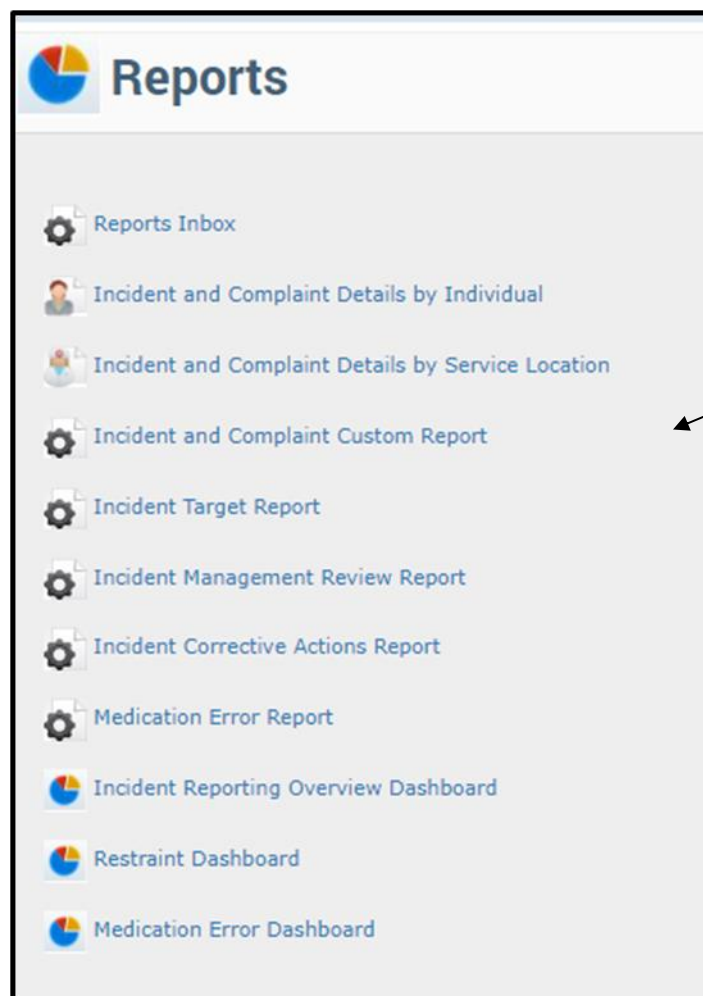 Reports
Reports Inbox
Incident and Complaint Details by Individual
Incident and Complaint Details by Service Location
Incident and Complaint Custom Report
Incident Target Report
Incident Management Review Report
Incident Corrective Actions Report
Medication Error Report
Incident Reporting Overview Dashboard
Restraint Dashboard
Medication Error Dashboard